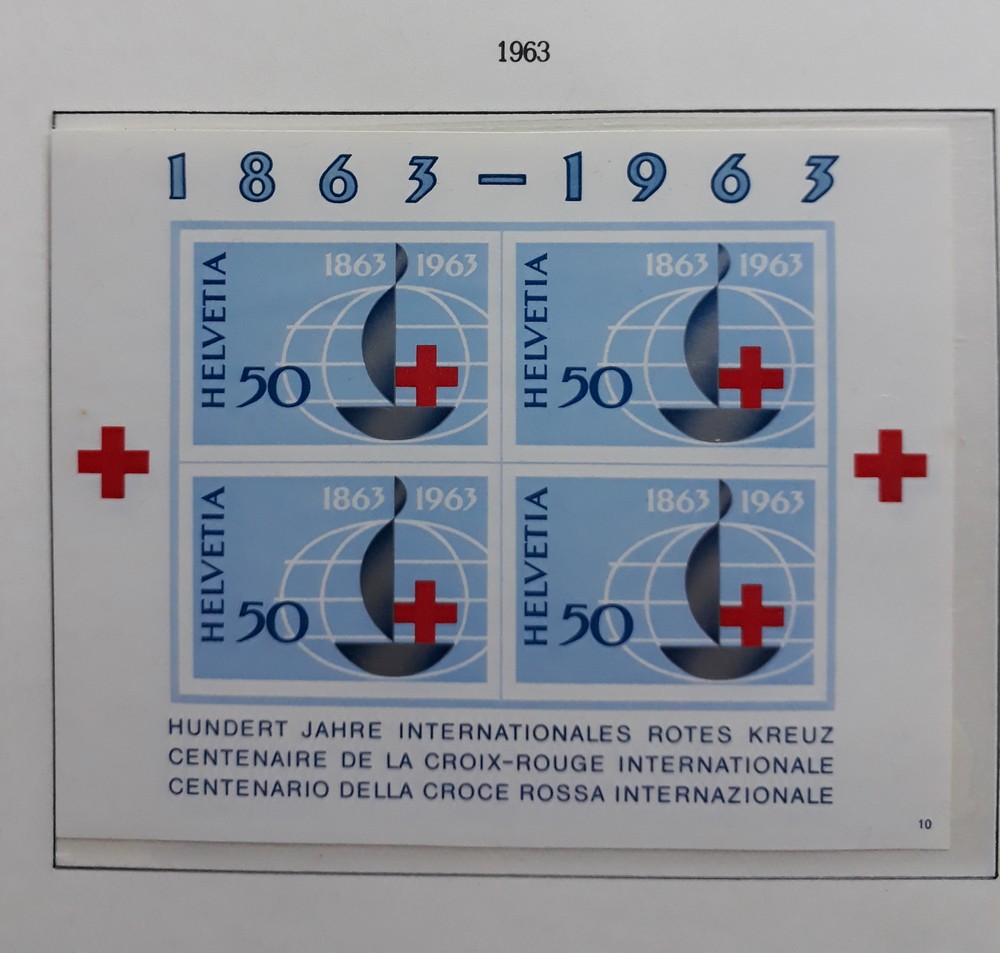 1963
1863-1963
HELVETIA
1863 1963
50
HELVETIA
1863 1963
50
HELVETIA
1863 1963
50
HELVETIA
1863 1963
50
HUNDERT JAHRE INTERNATIONALES ROTES KREUZ
CENTENAIRE DE LA CROIX-ROUGE INTERNATIONALE
CENTENARIO DELLA CROCE ROSSA INTERNAZIONALE
10